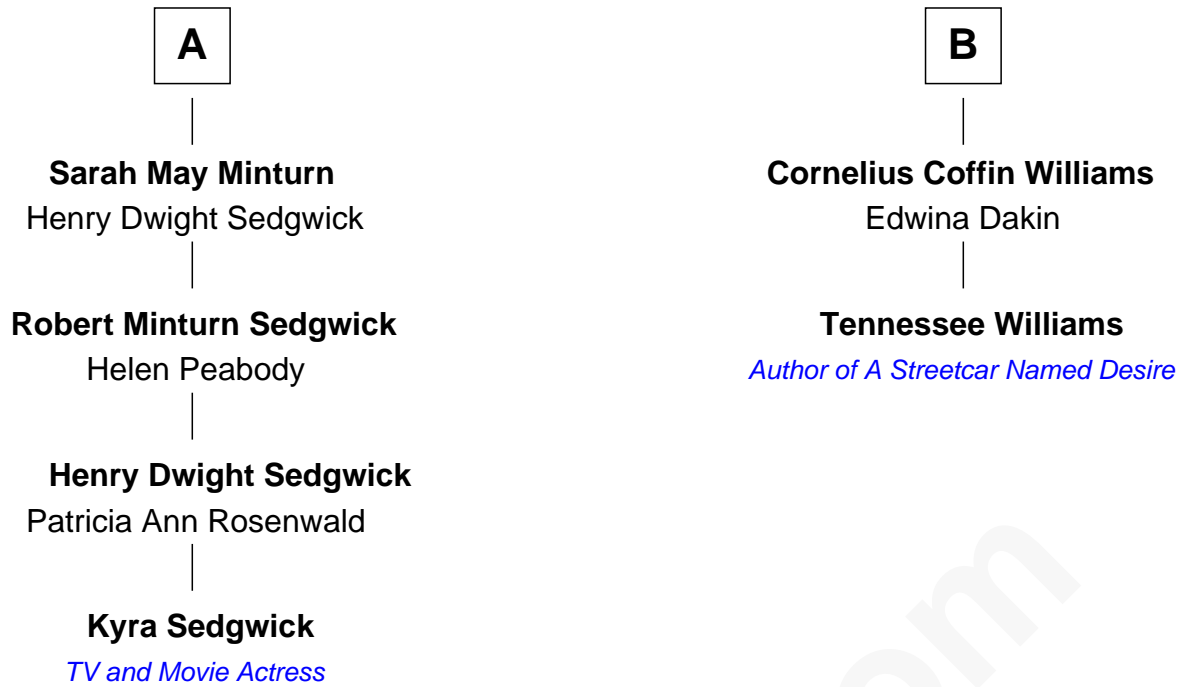 A
B
Sarah May Minturn
Henry Dwight Sedgwick
Cornelius Coffin Williams
Edwina Dakin
Robert Minturn Sedgwick
Helen Peabody
Tennessee Williams
Author of A Streetcar Named Desire
Henry Dwight Sedgwick
Patricia Ann Rosenwald
Kyra Sedgwick
TV and Movie Actress
om